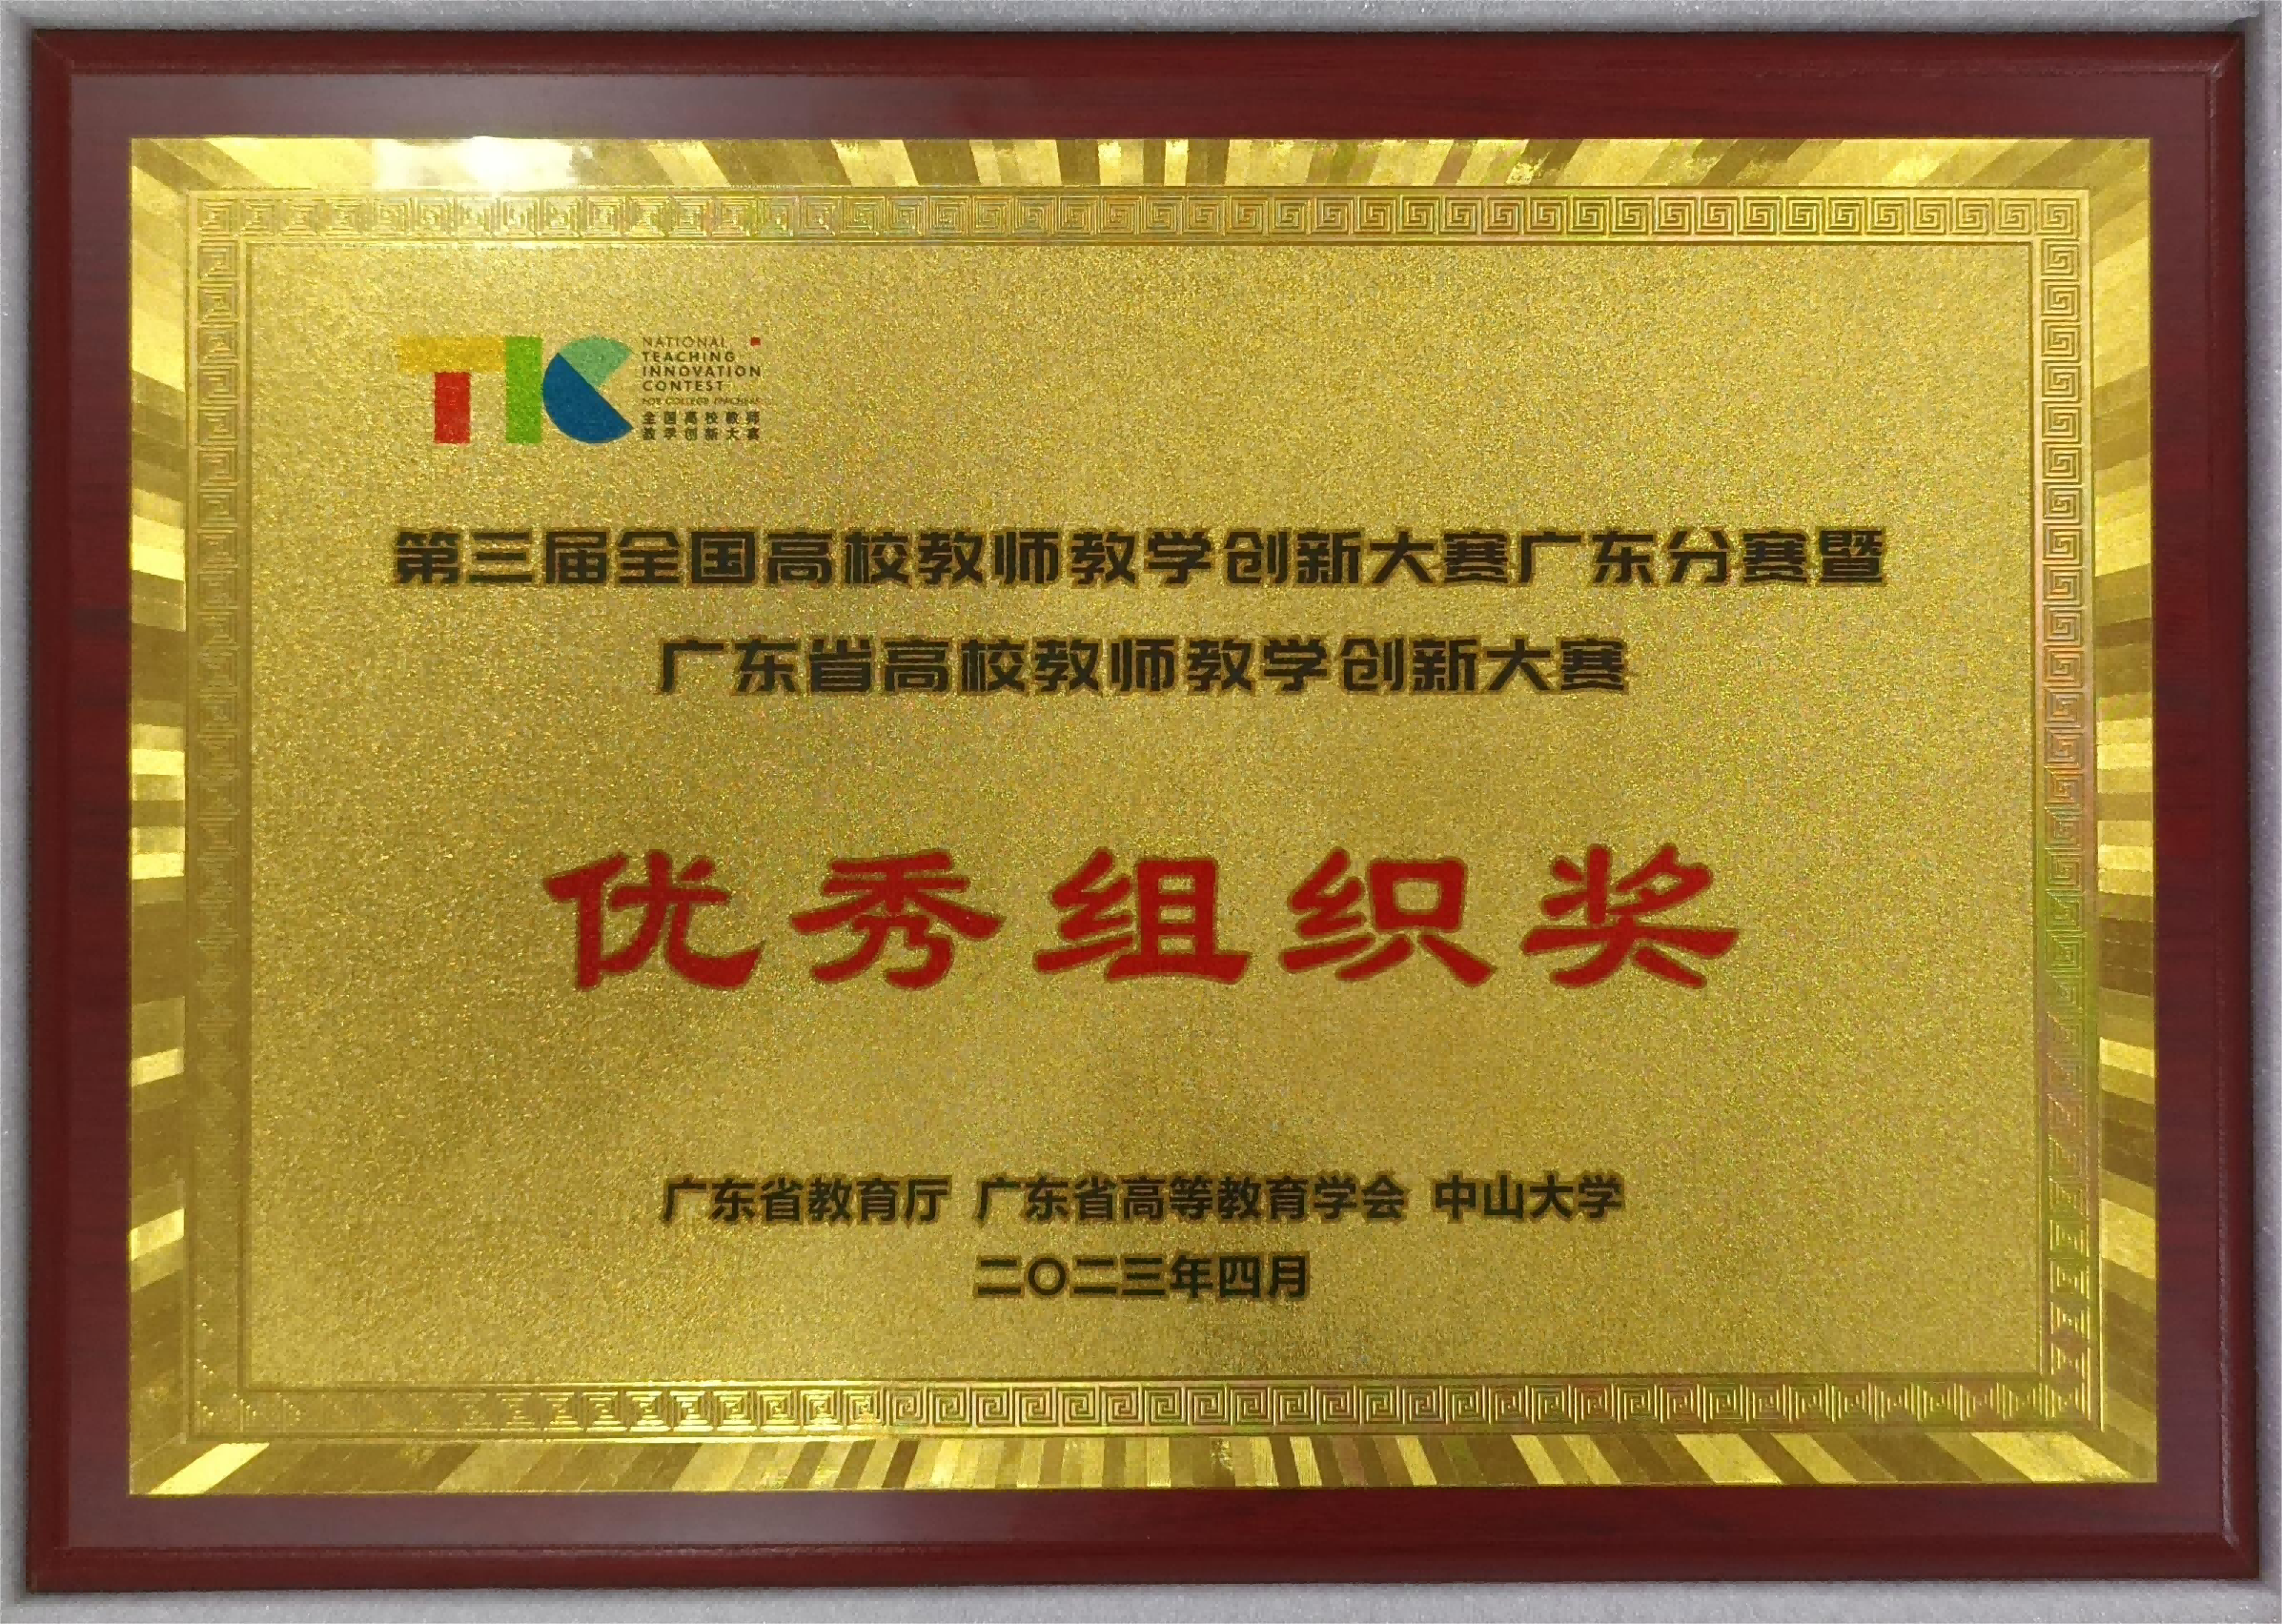 NATIONAL
TEACHING
INNOVATION
CONTEST
FOR COLLEGE TEACHERS
全国高校教师
教学创新大赛
第三届全国高校教师教学创新大赛广东分赛暨
广东省高校教师教学创新大赛
优秀组织奖
广东省教育厅 广东省高等教育学会 中山大学
二〇二三年四月